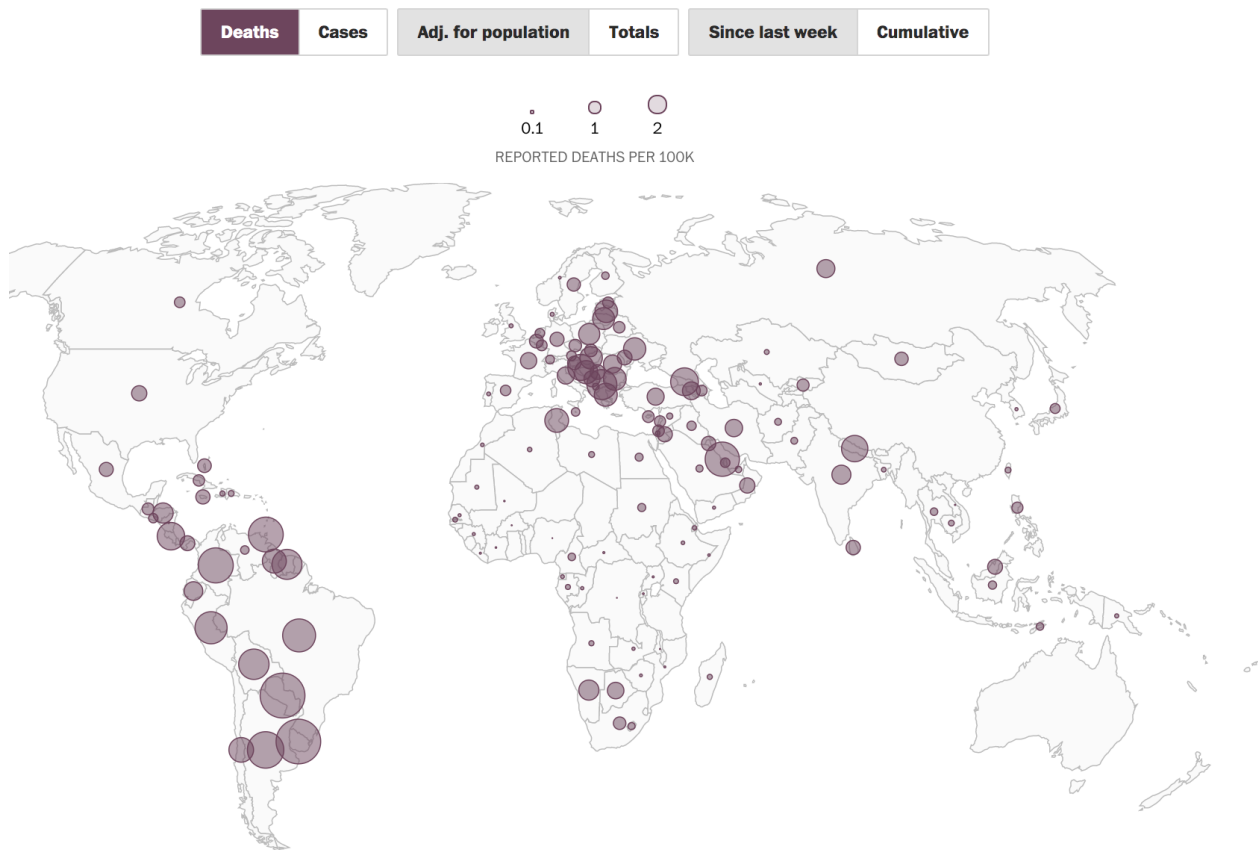 Deaths Cases Adj. for population Totals Since last week Cumulative
0.1 1 2
REPORTED DEATHS PER 100K